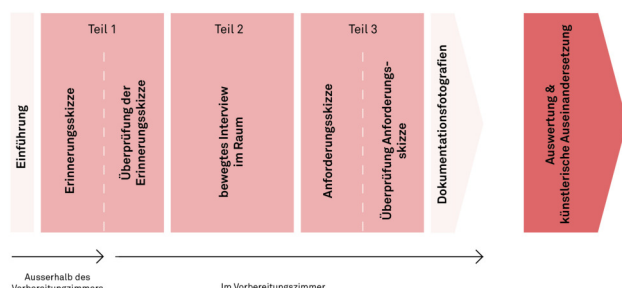 Teil 1
Teil 2
Teil 3
Einführung
Erinnerungsskizze
Überprüfung der
Erinnerungsskizze
bewegtes Interview
im Raum
Anforderungsskizze
Überprüfung Anforderungs-
skizze
Dokumentationsfotografien
Auswertung &
künstlerische Auseinandersetzung
Ausserhalb des
Vorbereitungzimmers
Im Vorbereitungszimmer